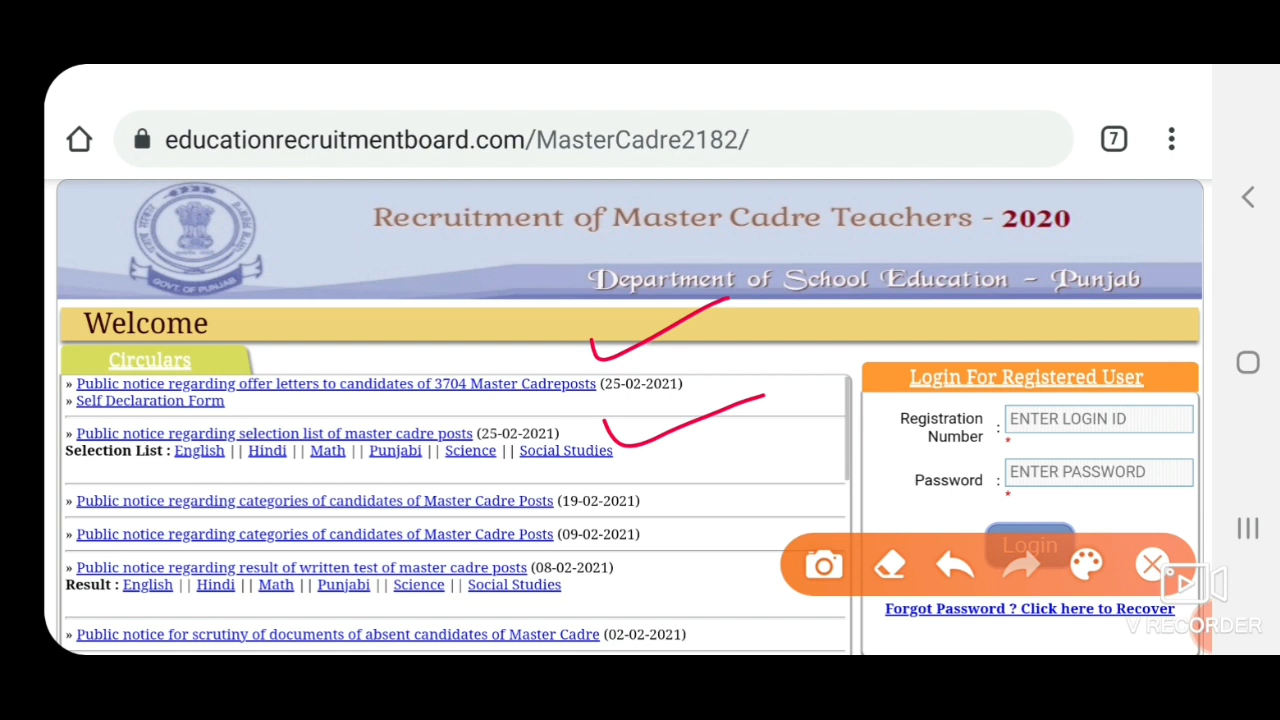 educationrecruitmentboard.com/MasterCadre2182/
7
Recruitment of Master Cadre Teachers - 2020
GOVT. OF PUNJAB
Department of School Education - Punjab
Welcome
Circulars
» Public notice regarding offer letters to candidates of 3704 Master Cadreposts (25-02-2021)
» Self Declaration Form
» Public notice regarding selection list of master cadre posts (25-02-2021)
Selection List : English || Hindi || Math || Punjabi || Science || Social Studies
» Public notice regarding categories of candidates of Master Cadre Posts (19-02-2021)
» Public notice regarding categories of candidates of Master Cadre Posts (09-02-2021)
» Public notice regarding result of written test of master cadre posts (08-02-2021)
Result : English || Hindi || Math || Punjabi || Science || Social Studies
» Public notice for scrutiny of documents of absent candidates of Master Cadre (02-02-2021)
Login For Registered User
Registration Number : ENTER LOGIN ID
*
Password : ENTER PASSWORD
*
Login
Forgot Password ? Click here to Recover
V RECORDER